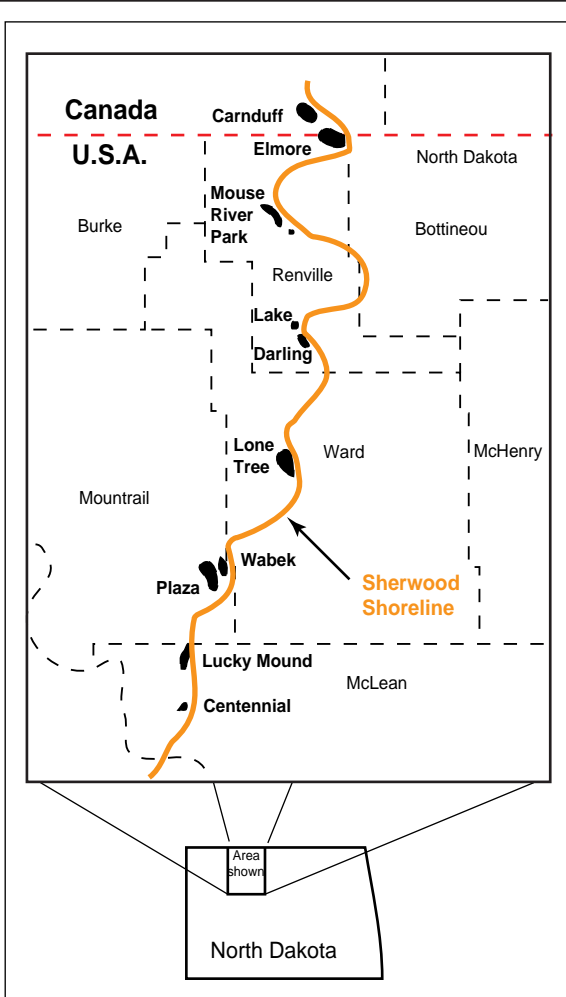 Canada
Carnduff
U.S.A.
Elmore
North Dakota
Mouse
River
Park
Burke
Bottineou
Renville
Lake
Darling
Lone
Tree
Ward
McHenry
Mountrail
Wabek
Plaza
Sherwood
Shoreline
Lucky Mound
McLean
Centennial
Area
shown
North Dakota